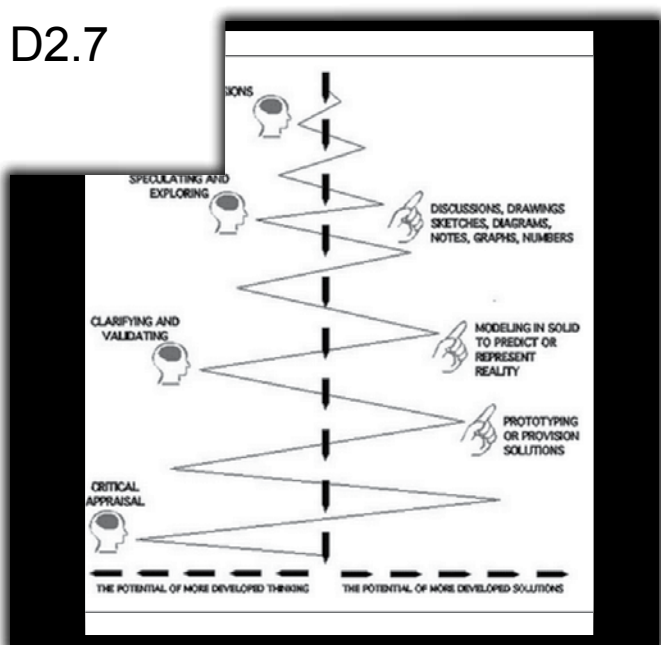 D2.7
SPECULATING AND
EXPLORING
DISCUSSIONS, DRAWINGS
SKETCHES, DIAGRAMS,
NOTES, GRAPHS, NUMBERS
CLARIFYING AND
VALIDATING
MODELING IN SOLID
TO PREDICT OR
REPRESENT
REALITY
PROTOTYPING
OR PROVISION
SOLUTIONS
CRITICAL
APPRAISAL
THE POTENTIAL OF MORE DEVELOPED THINKING
THE POTENTIAL OF MORE DEVELOPED SOLUTIONS